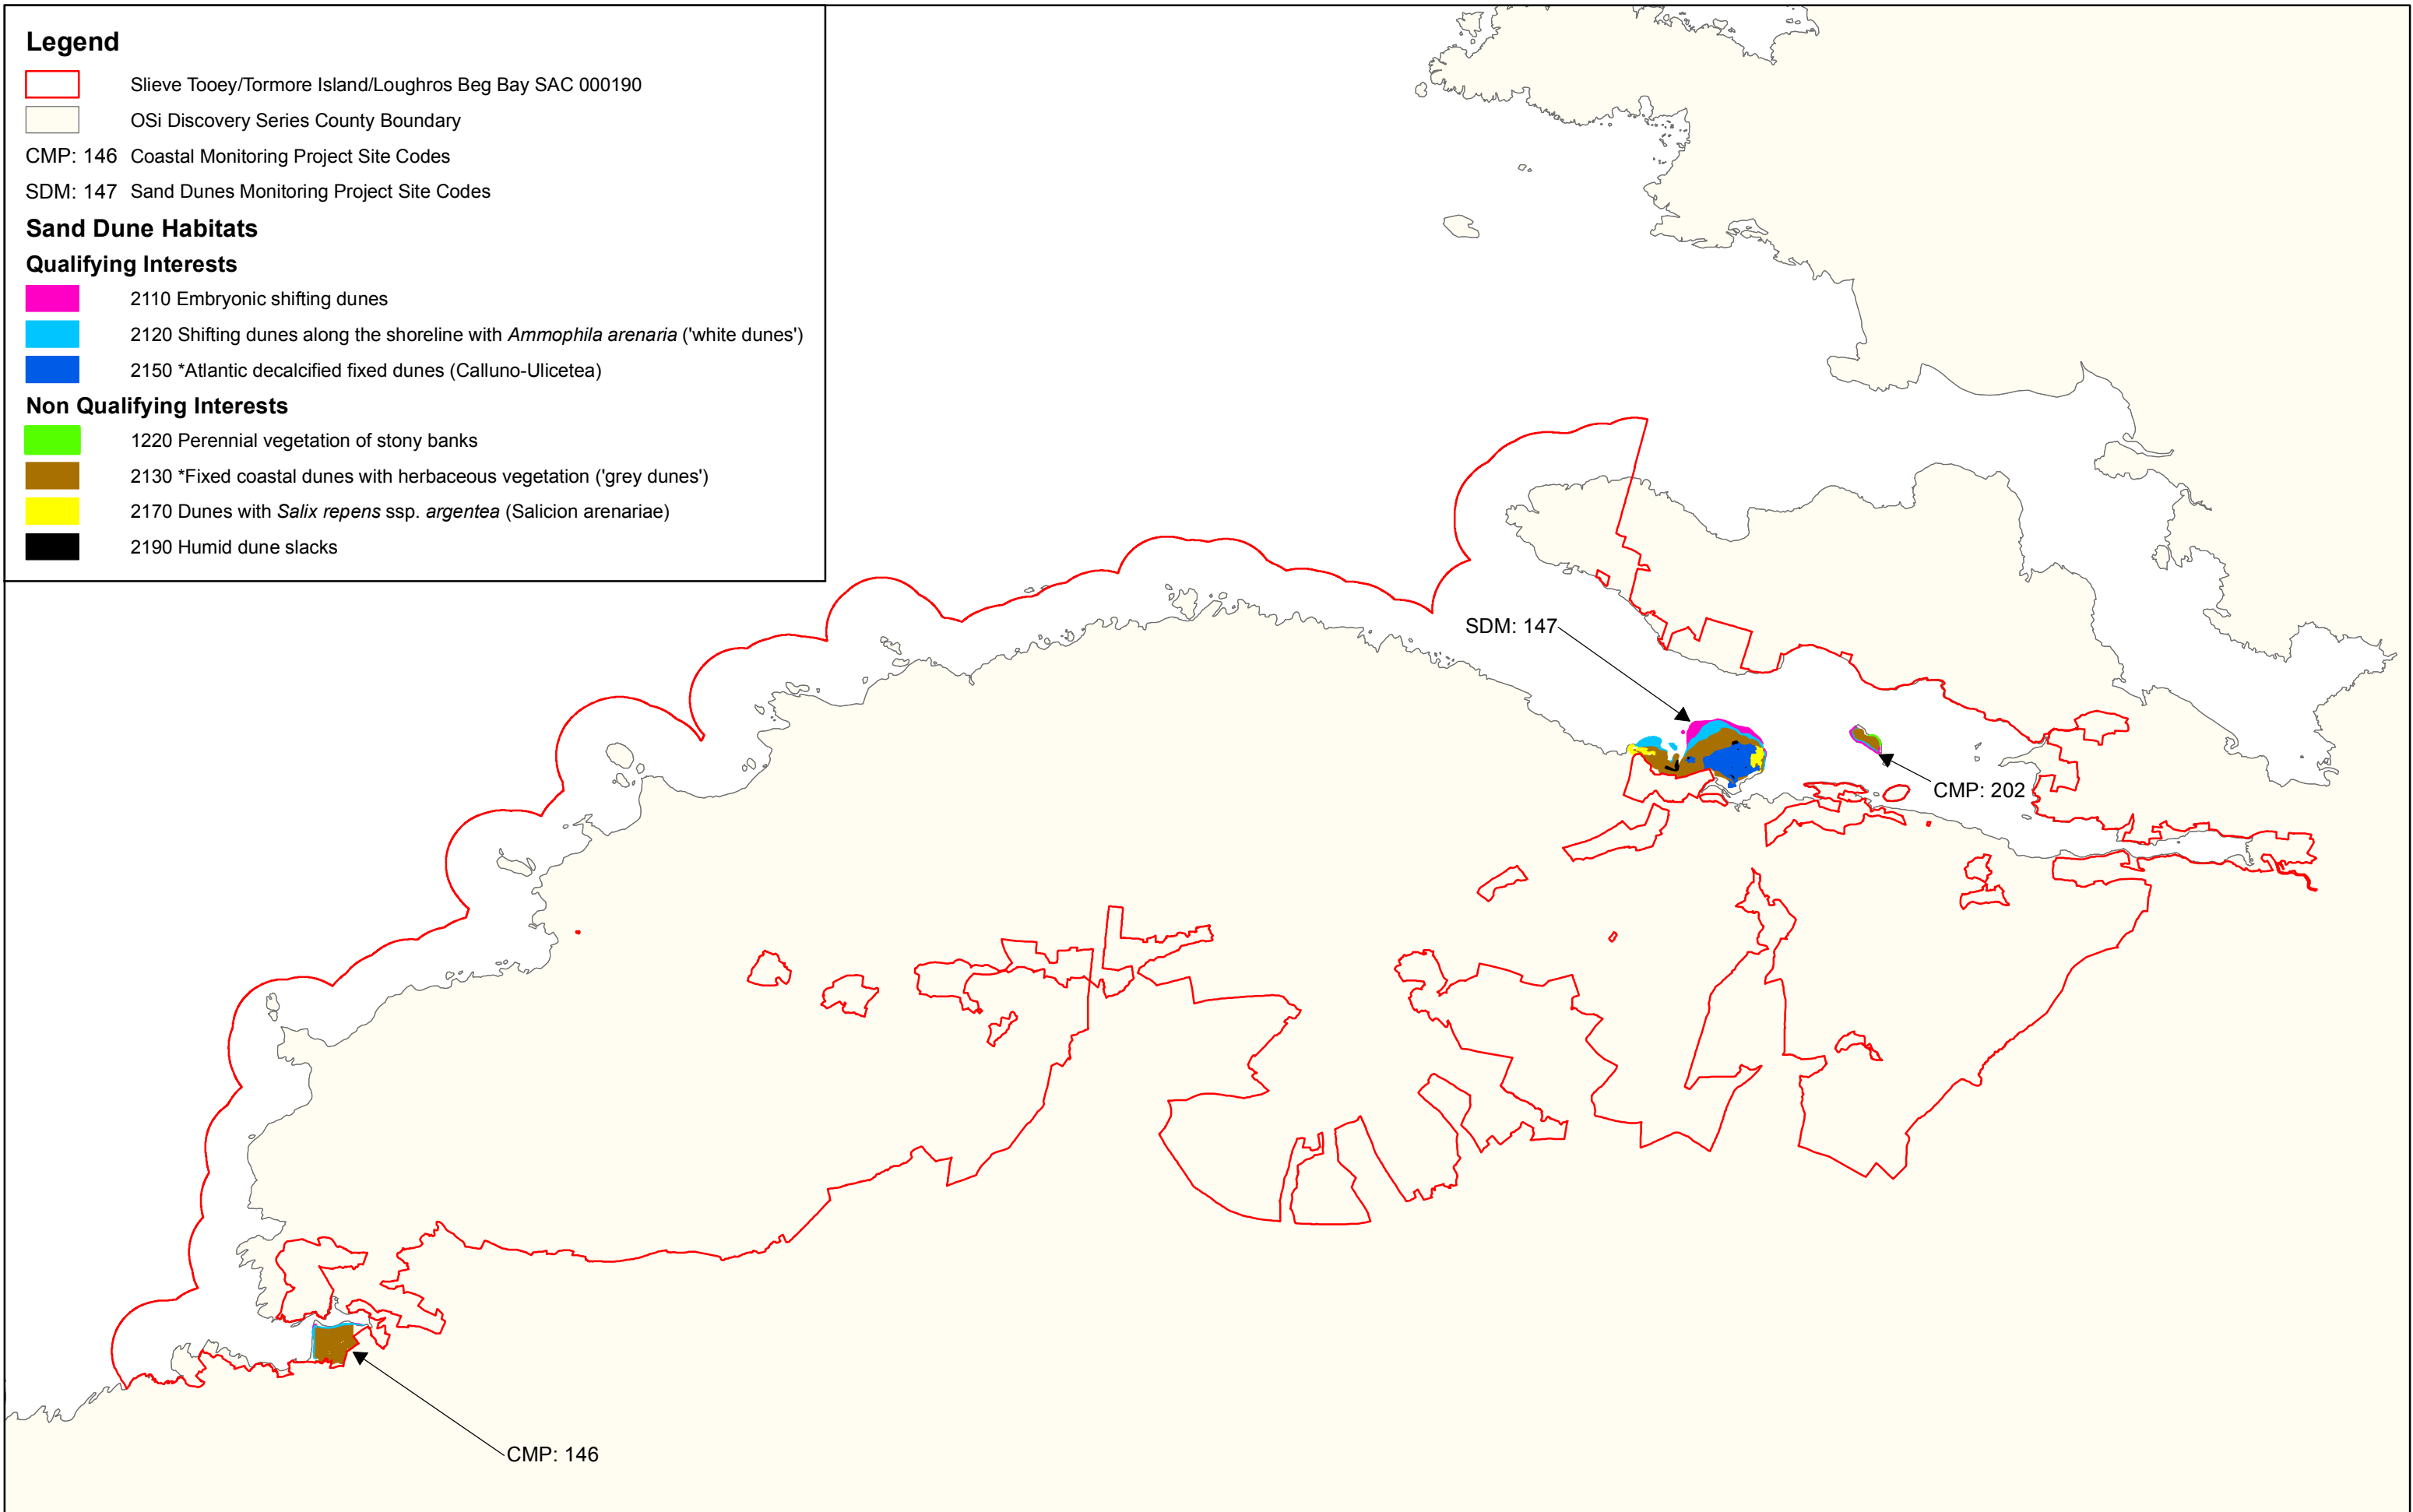 Legend
Slieve Tooey/Tormore Island/Loughros Beg Bay SAC 000190
OSi Discovery Series County Boundary
CMP: 146 Coastal Monitoring Project Site Codes
SDM: 147 Sand Dunes Monitoring Project Site Codes
Sand Dune Habitats
Qualifying Interests
2110 Embryonic shifting dunes
2120 Shifting dunes along the shoreline with Ammophila arenaria ('white dunes')
2150 *Atlantic decalcified fixed dunes (Calluno-Ulicetea)
Non Qualifying Interests
1220 Perennial vegetation of stony banks
2130 *Fixed coastal dunes with herbaceous vegetation ('grey dunes')
2170 Dunes with Salix repens ssp. argentea (Salicion arenariae)
2190 Humid dune slacks
SDM: 147
CMP: 202
CMP: 146